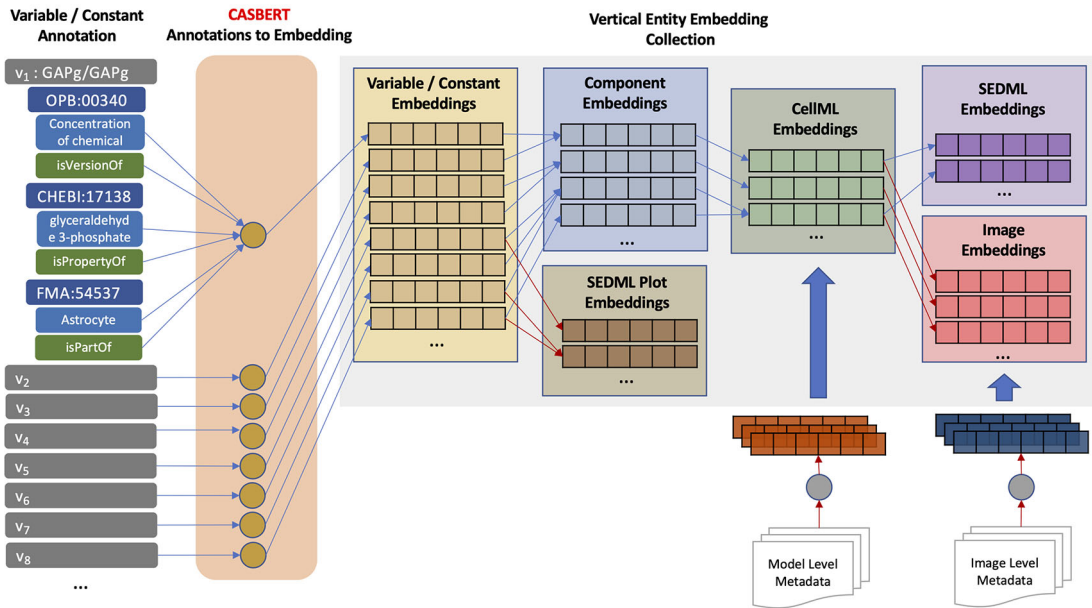 Variable / Constant
Annotation
CASBERT
Annotations to Embedding
Vertical Entity Embedding
Collection
v1 : GAPg/GAPg
OPB:00340
Concentration
of chemical
isVersionOf
CHEBI:17138
glyceraldehyd
e 3-phosphate
isPropertyOf
FMA:54537
Astrocyte
isPartOf
v2
v3
v4
v5
v6
v7
v8
...
Variable / Constant
Embeddings
...
Component
Embeddings
...
SEDML Plot
Embeddings
...
CellML
Embeddings
...
SEDML
Embeddings
...
Image
Embeddings
...
Model Level
Metadata
Image Level
Metadata